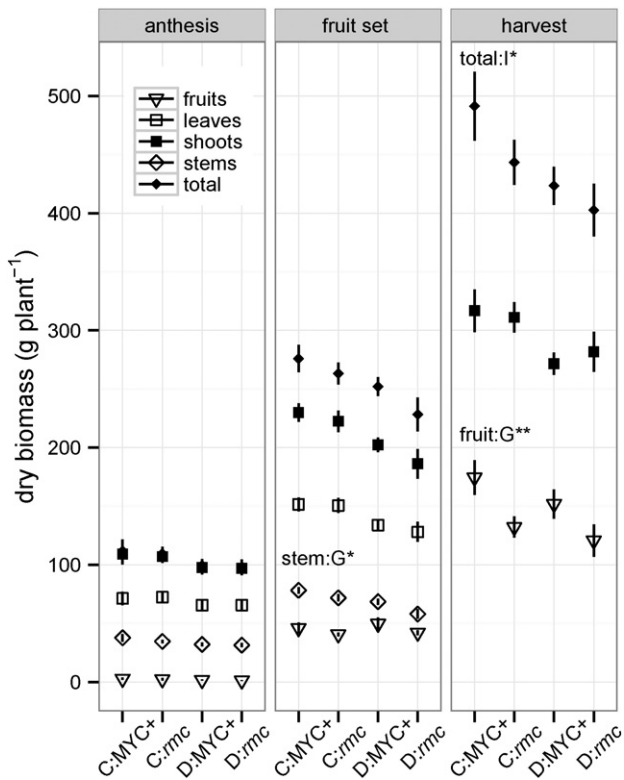 anthesis
fruit set
harvest
dry biomass (g plant⁻¹)
500
400
300
200
100
0
fruits
leaves
shoots
stems
total
stem:G*
total:I*
fruit:G**
C:MYC+
C:rmc
D:MYC+
D:rmc
C:MYC+
C:rmc
D:MYC+
D:rmc
C:MYC+
C:rmc
D:MYC+
D:rmc